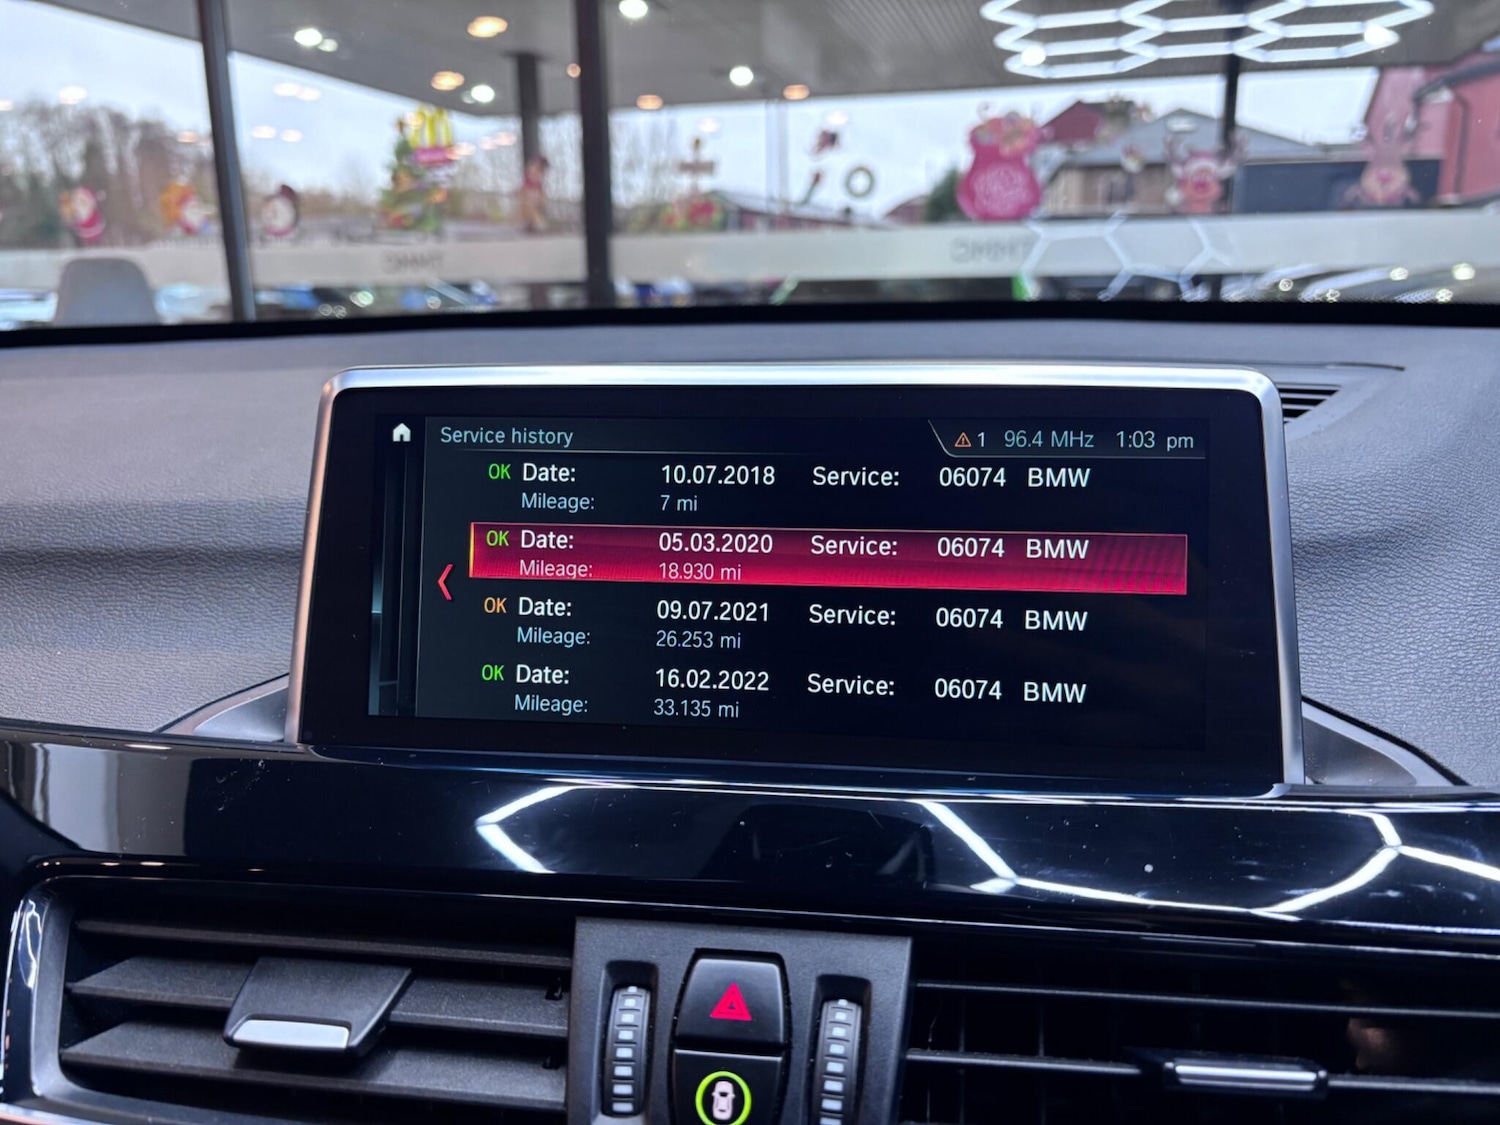 Service history
1 96.4 MHz 1:03 pm
OK Date: 10.07.2018 Service: 06074 BMW
Mileage: 7 mi
OK Date: 05.03.2020 Service: 06074 BMW
Mileage: 18.930 mi
OK Date: 09.07.2021 Service: 06074 BMW
Mileage: 26.253 mi
OK Date: 16.02.2022 Service: 06074 BMW
Mileage: 33.135 mi